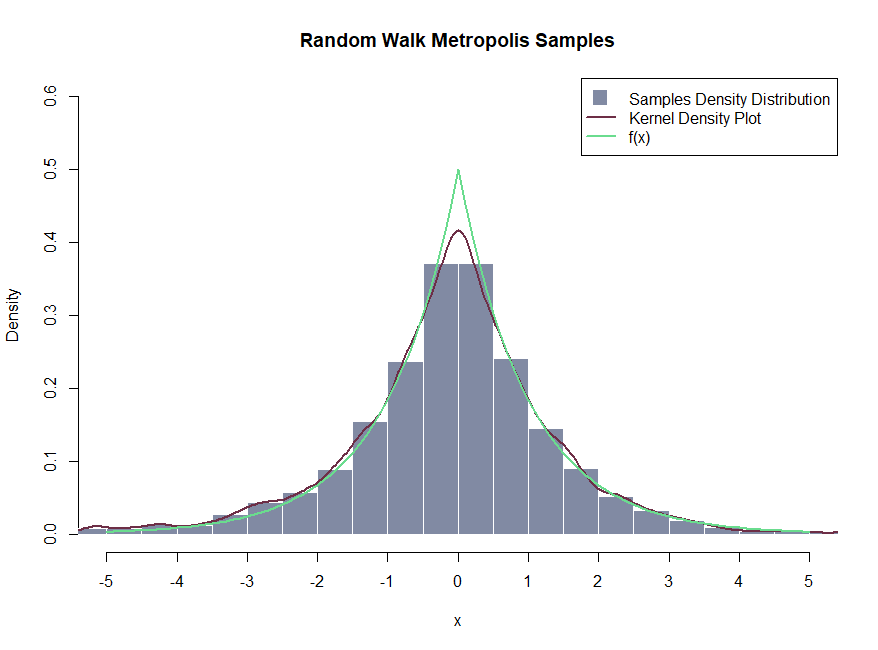 Random Walk Metropolis Samples
Samples Density Distribution
Kernel Density Plot
f(x)
0.6
0.5
0.4
0.3
0.2
0.1
0.0
Density
-5 -4 -3 -2 -1 0 1 2 3 4 5
x